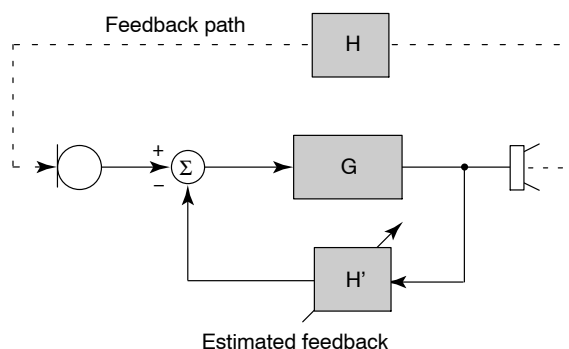 Feedback path
H
+
Σ
−
G
H'
Estimated feedback